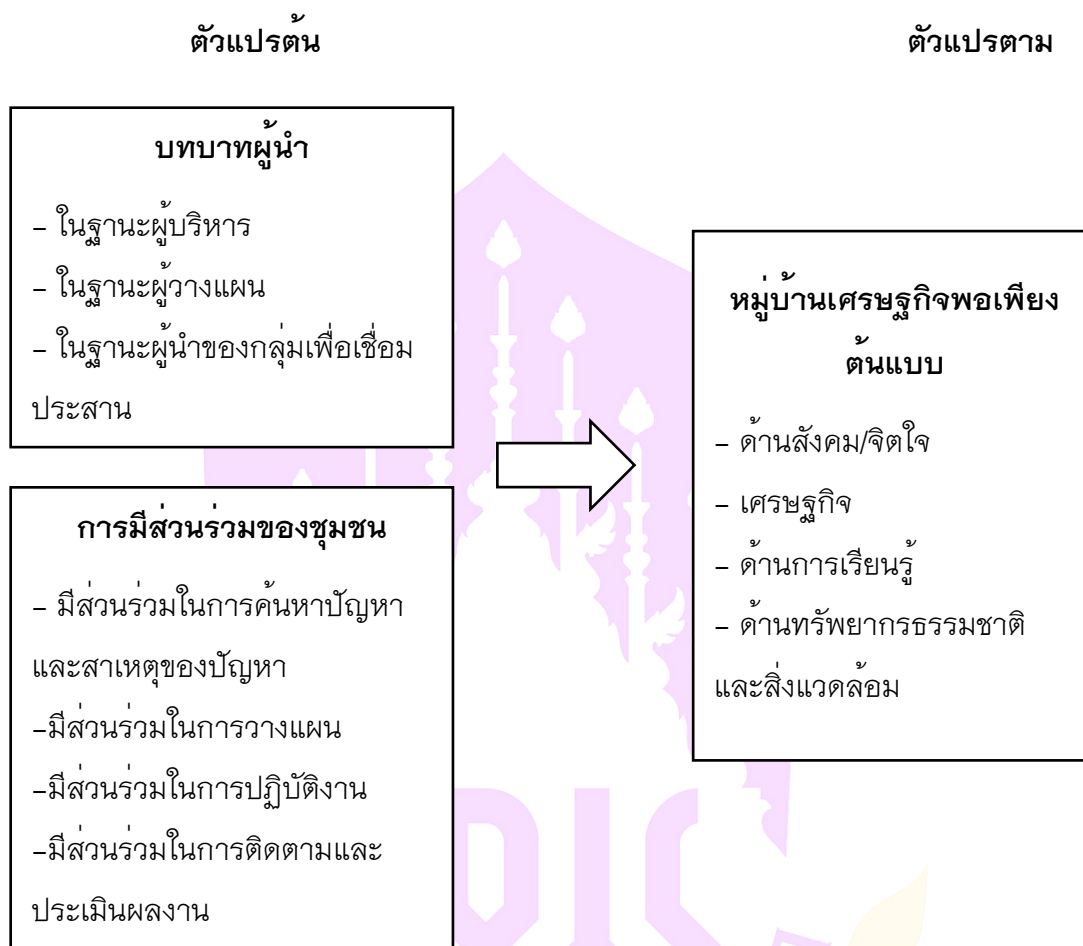 ตัวแปรต้น
ตัวแปรตาม
บทบาทผู้นำ
– ในฐานะผู้บริหาร
– ในฐานะผู้วางแผน
– ในฐานะผู้นำของกลุ่มเพื่อเชื่อม
ประสาน
การมีส่วนร่วมของชุมชน
– มีส่วนร่วมในการค้นหาปัญหา
และสาเหตุของปัญหา
–มีส่วนร่วมในการวางแผน
–มีส่วนร่วมในการปฏิบัติงาน
–มีส่วนร่วมในการติดตามและ
ประเมินผลงาน
หมู่บ้านเศรษฐกิจพอเพียง
ต้นแบบ
– ด้านสังคม/จิตใจ
– เศรษฐกิจ
– ด้านการเรียนรู้
– ด้านทรัพยากรธรรมชาติ
และสิ่งแวดล้อม